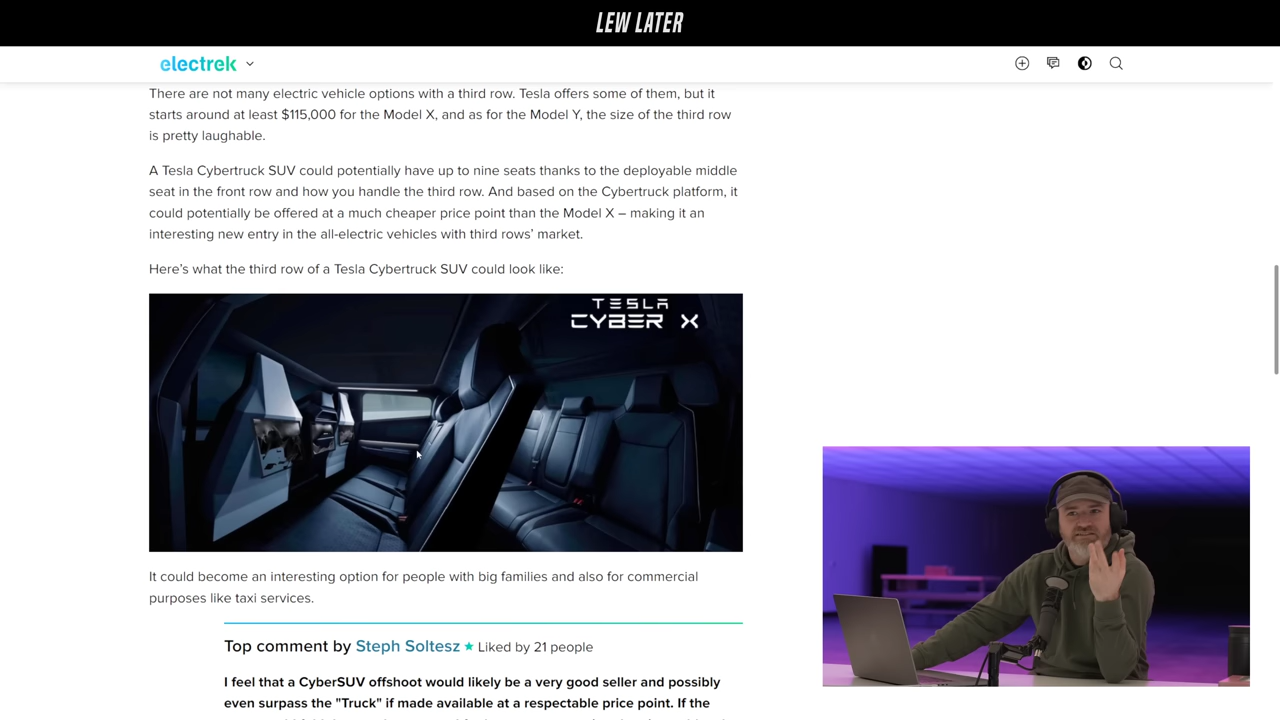 LEW LATER
electrek
There are not many electric vehicle options with a third row. Tesla offers some of them, but it
starts around at least $115,000 for the Model X, and as for the Model Y, the size of the third row
is pretty laughable.
A Tesla Cybertruck SUV could potentially have up to nine seats thanks to the deployable middle
seat in the front row and how you handle the third row. And based on the Cybertruck platform, it
could potentially be offered at a much cheaper price point than the Model X – making it an
interesting new entry in the all-electric vehicles with third rows’ market.
Here’s what the third row of a Tesla Cybertruck SUV could look like:
TESLA
CYBER X
It could become an interesting option for people with big families and also for commercial
purposes like taxi services.
Top comment by Steph Soltesz ★ Liked by 21 people
I feel that a CyberSUV offshoot would likely be a very good seller and possibly
even surpass the "Truck" if made available at a respectable price point. If the